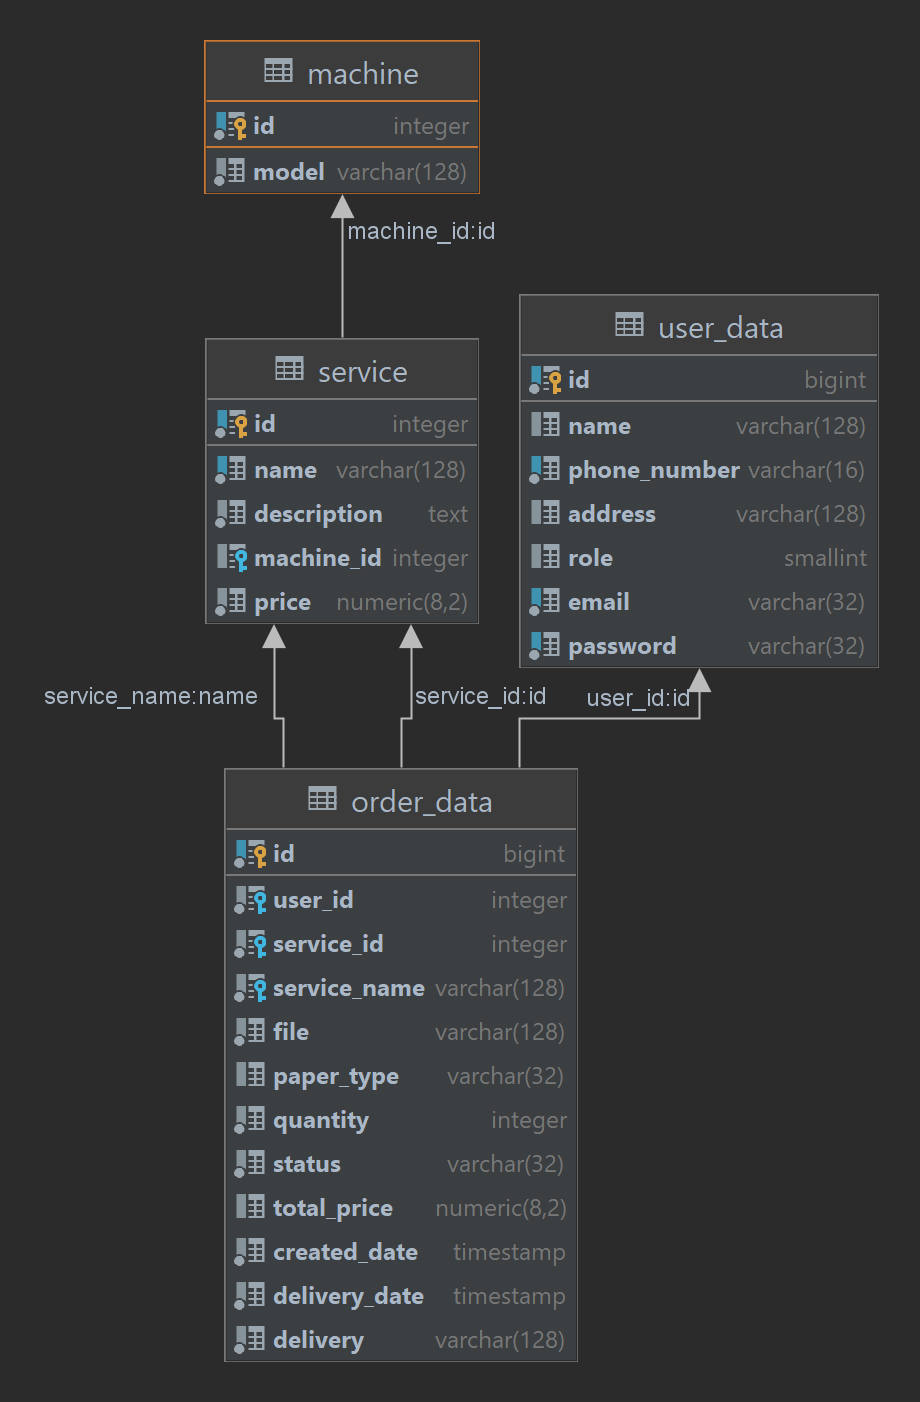 machine
id integer
model varchar(128)
machine_id:id
service
id integer
name varchar(128)
description text
machine_id integer
price numeric(8,2)
user_data
id bigint
name varchar(128)
phone_number varchar(16)
address varchar(128)
role smallint
email varchar(32)
password varchar(32)
service_name:name
service_id:id
user_id:id
order_data
id bigint
user_id integer
service_id integer
service_name varchar(128)
file varchar(128)
paper_type varchar(32)
quantity integer
status varchar(32)
total_price numeric(8,2)
created_date timestamp
delivery_date timestamp
delivery varchar(128)